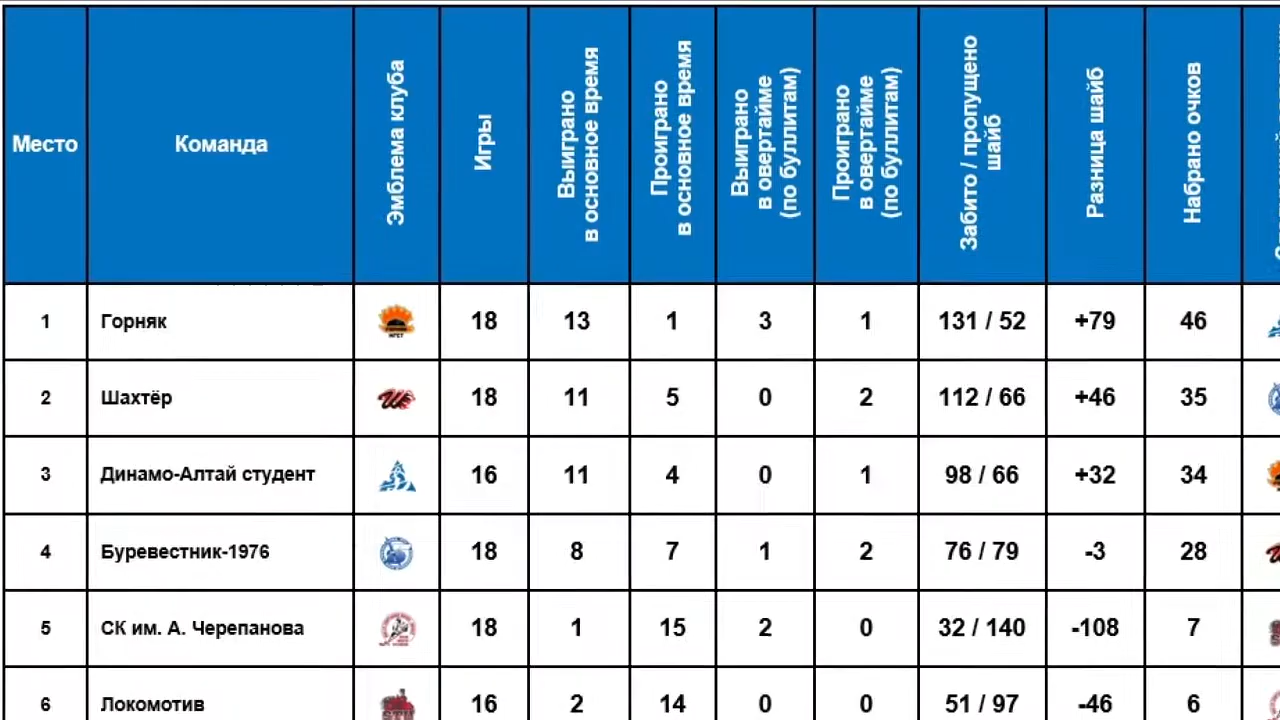 Место
Команда
Эмблема клуба
Игры
Выиграно
в основное время
Проиграно
в основное время
Выиграно
в овертайме
(по буллитам)
Проиграно
в овертайме
(по буллитам)
Забито / пропущено
шайб
Разница шайб
Набрано очков
1 Горняк 18 13 1 3 1 131 / 52 +79 46
2 Шахтёр 18 11 5 0 2 112 / 66 +46 35
3 Динамо-Алтай студент 16 11 4 0 1 98 / 66 +32 34
4 Буревестник-1976 18 8 7 1 2 76 / 79 -3 28
5 СК им. А. Черепанова 18 1 15 2 0 32 / 140 -108 7
6 Локомотив 16 2 14 0 0 51 / 97 -46 6